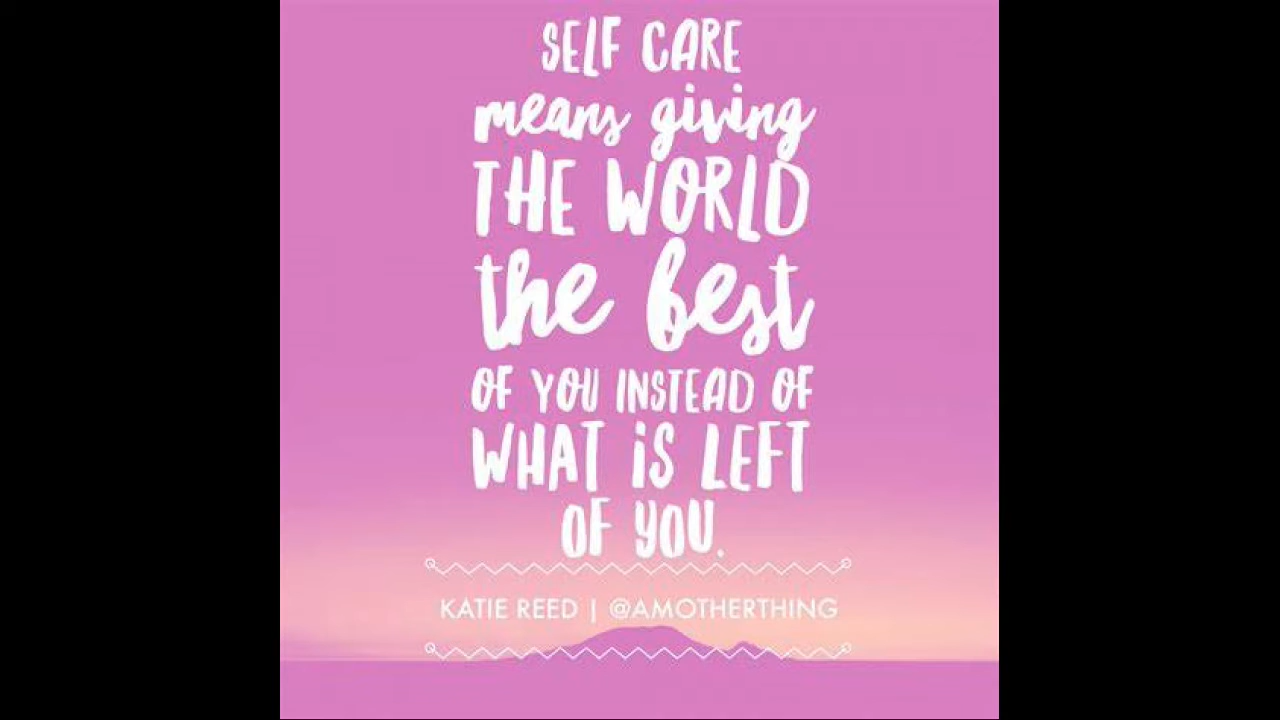 SELF CARE
means giving
THE WORLD
the best
OF YOU INSTEAD OF
WHAT iS LEFT
OF YOU.
KATIE REED | @AMOTHERTHING